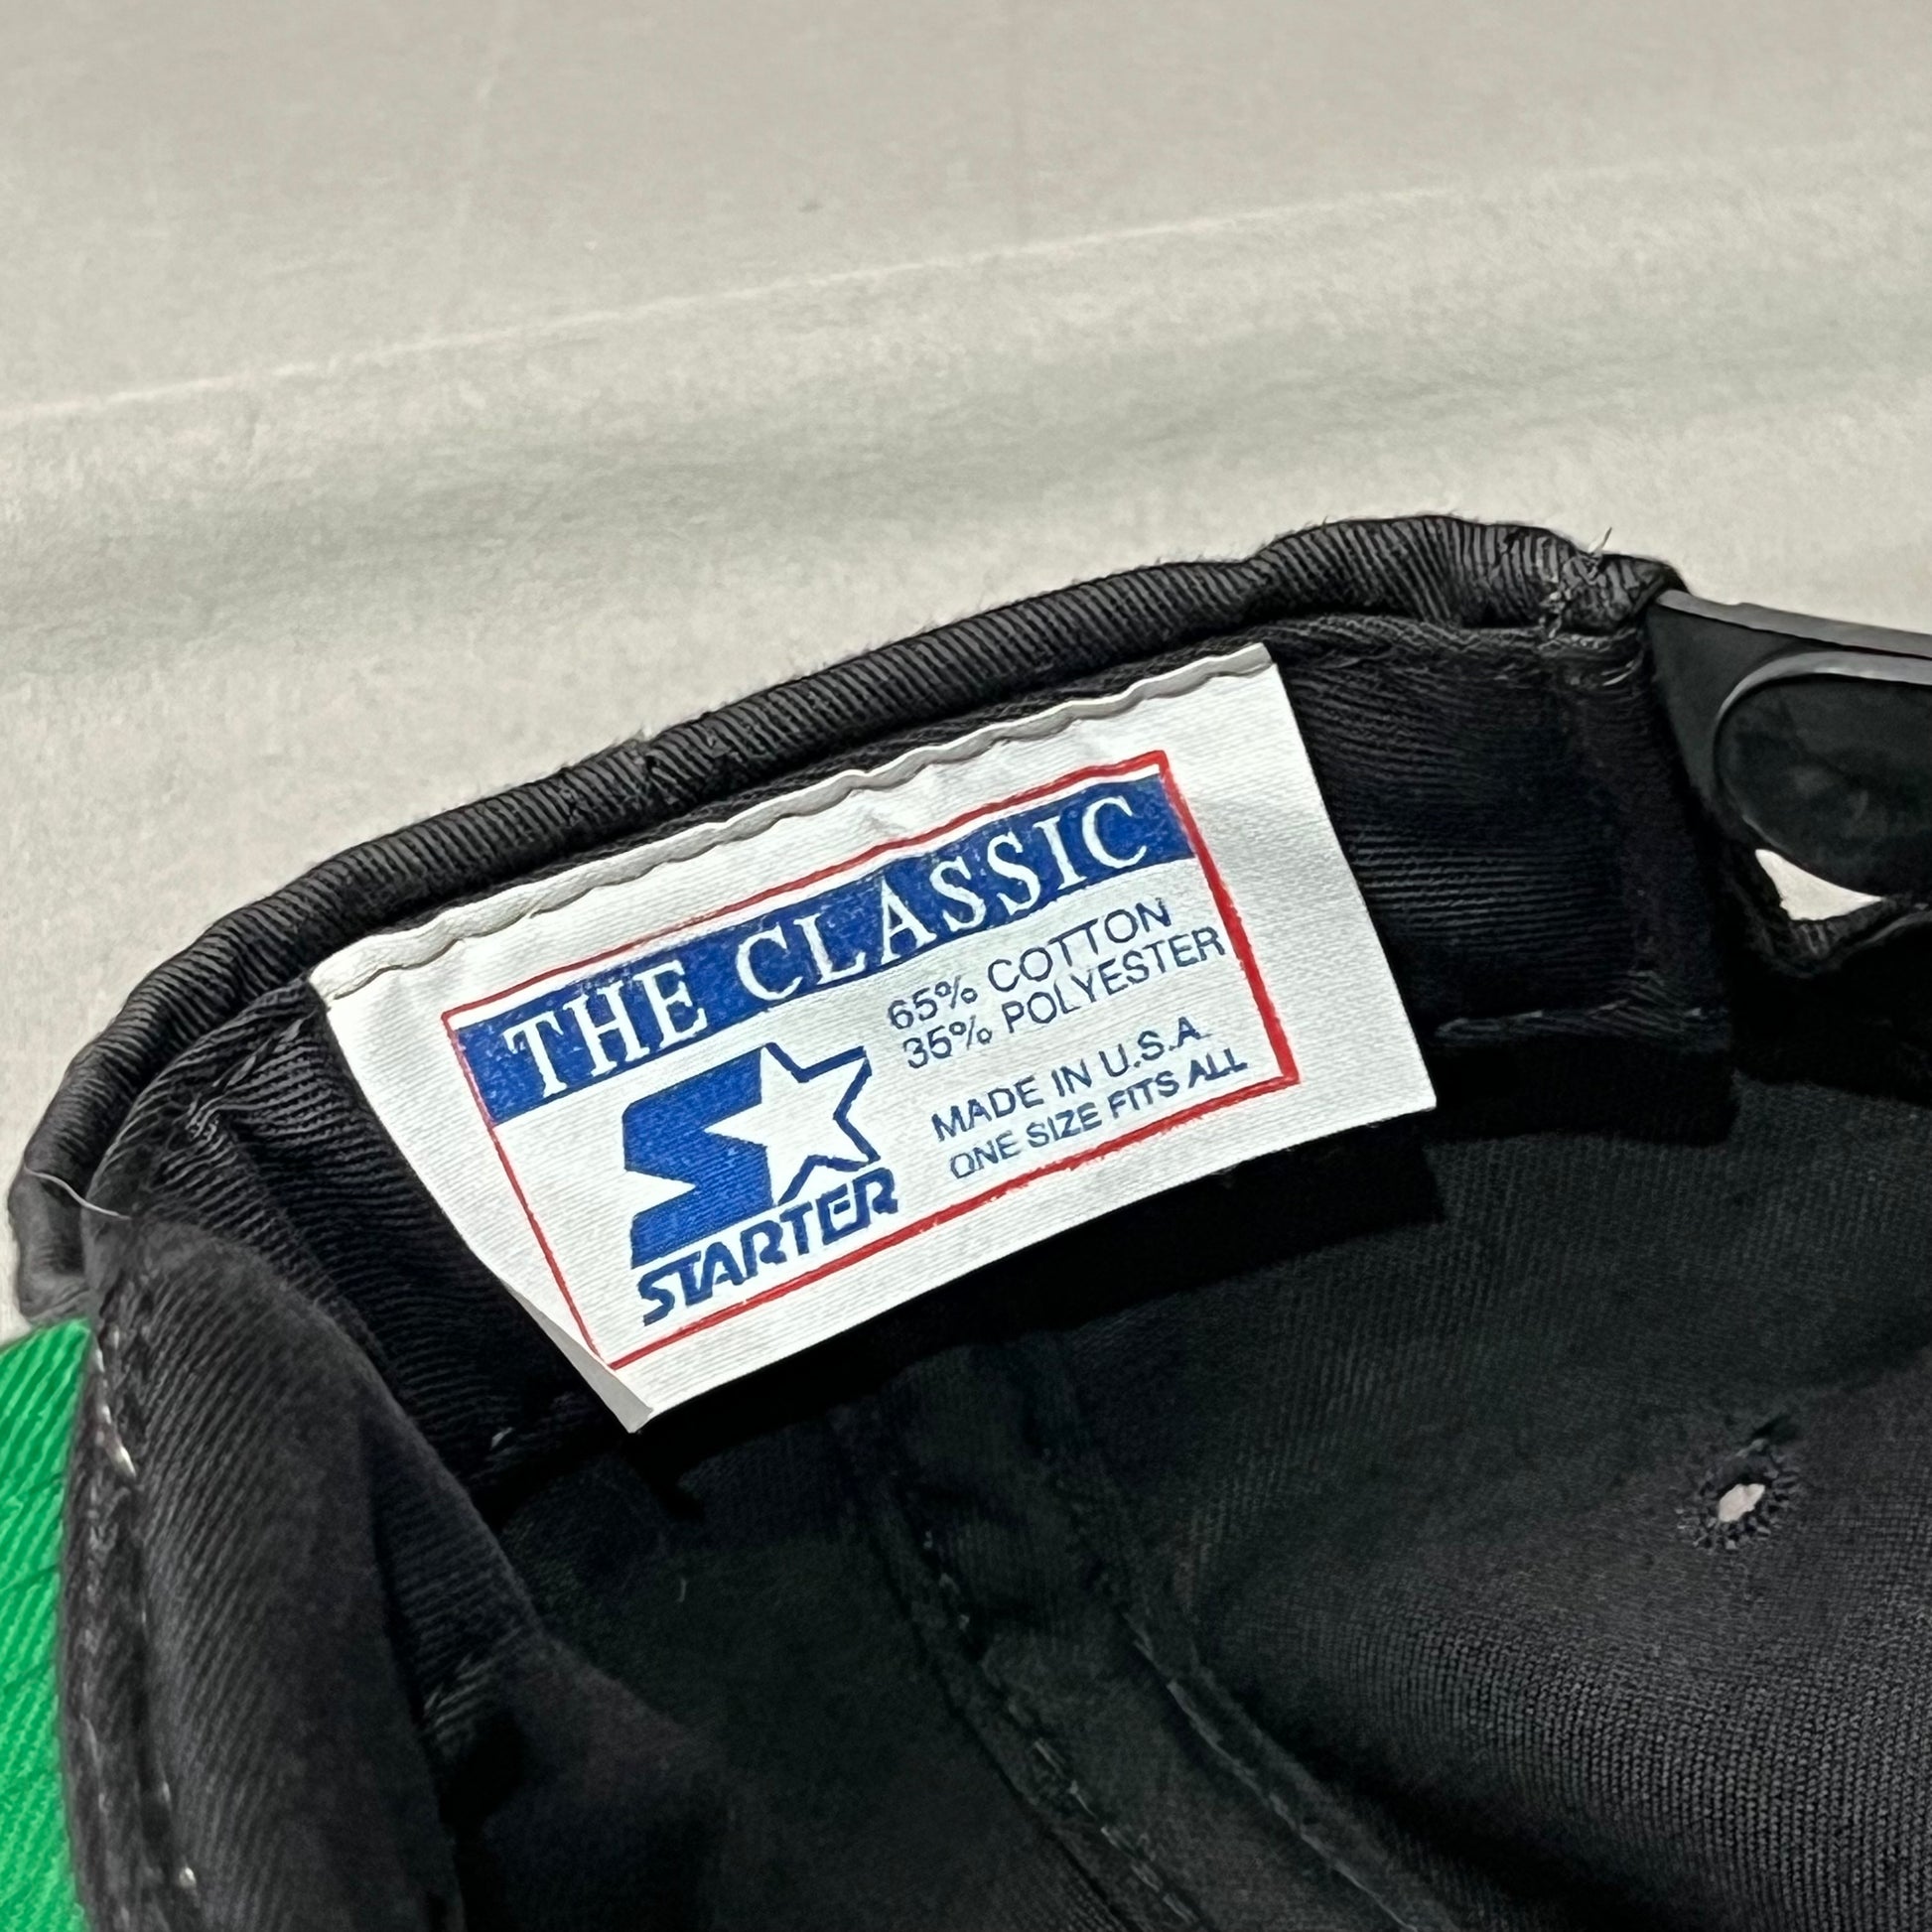 THE CLASSIC
65% COTTON
35% POLYESTER
MADE IN U.S.A.
ONE SIZE FITS ALL
STARTER